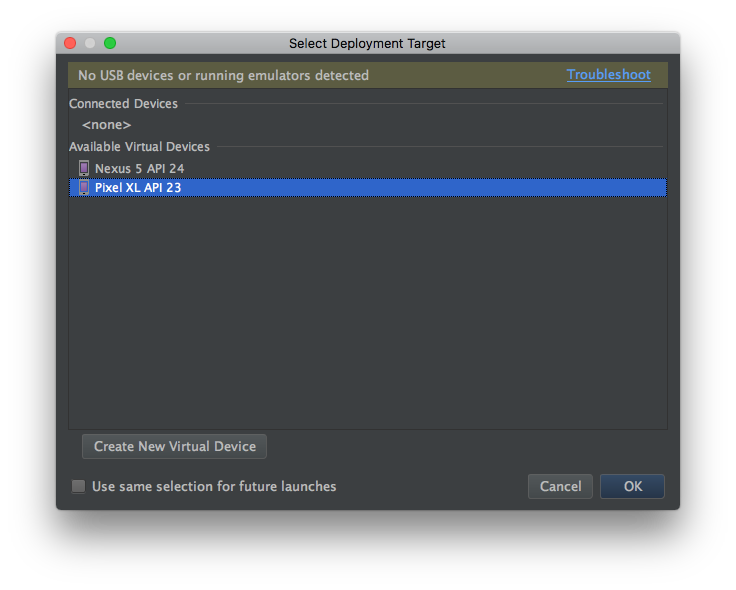 Select Deployment Target
No USB devices or running emulators detected Troubleshoot
Connected Devices
<none>
Available Virtual Devices
Nexus 5 API 24
Pixel XL API 23
Create New Virtual Device
Use same selection for future launches Cancel OK